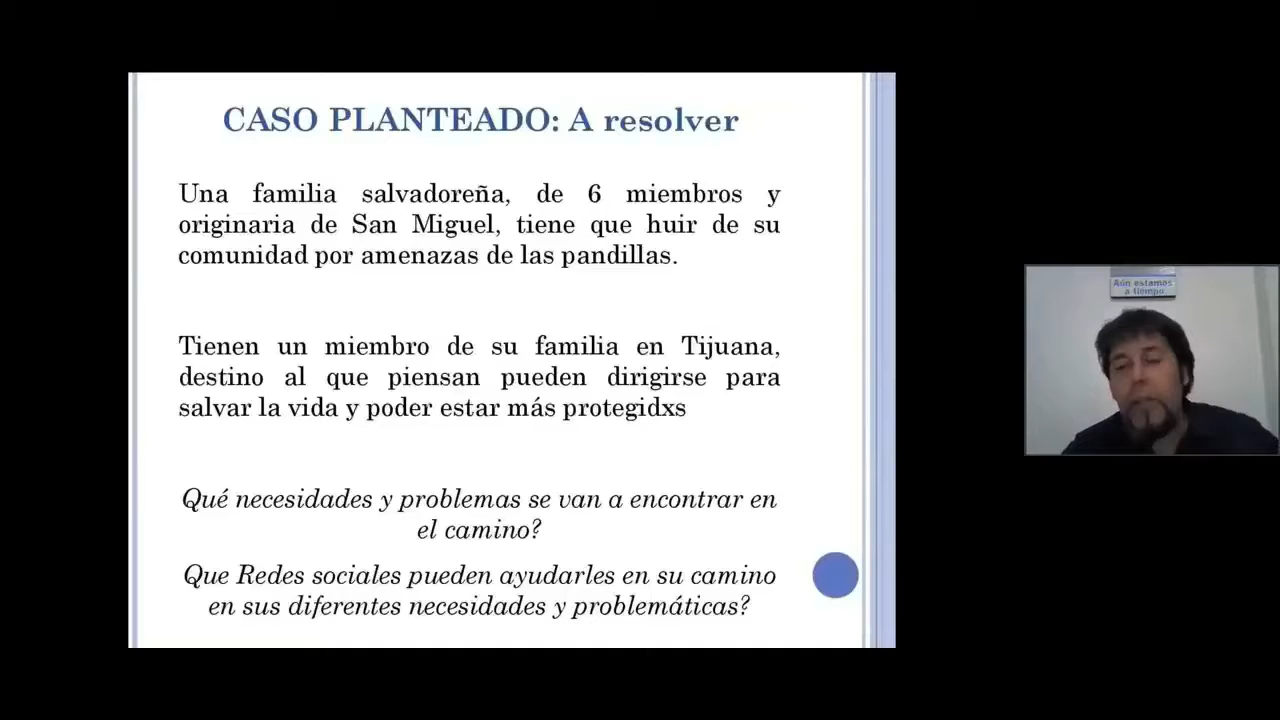 CASO PLANTEADO: A resolver
Una familia salvadoreña, de 6 miembros y
originaria de San Miguel, tiene que huir de su
comunidad por amenazas de las pandillas.
Tienen un miembro de su familia en Tijuana,
destino al que piensan pueden dirigirse para
salvar la vida y poder estar más protegidxs
Qué necesidades y problemas se van a encontrar en
el camino?
Que Redes sociales pueden ayudarles en su camino
en sus diferentes necesidades y problemáticas?
Aún estamos
a tiempo